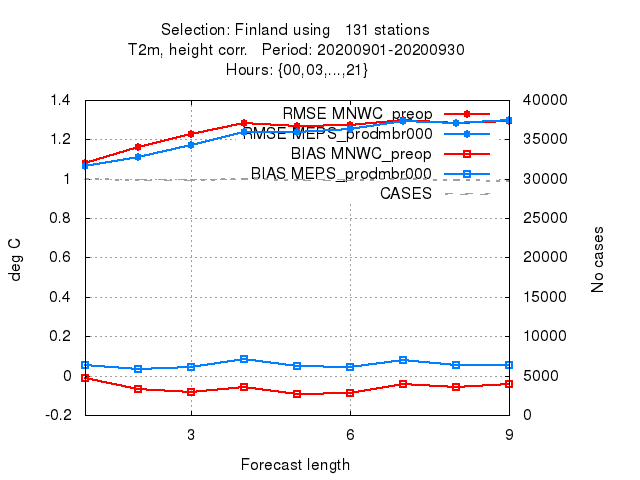 Selection: Finland using   131 stations
T2m, height corr.   Period: 20200901-20200930
Hours: {00,03,...,21}
1.4
1.2
1
0.8
0.6
0.4
0.2
0
-0.2
deg C
RMSE MNWC_preop
RMSE MEPS_prodmbr000
BIAS MNWC_preop
BIAS MEPS_prodmbr000
CASES
40000
35000
30000
25000
20000
15000
10000
5000
0
No cases
3
6
9
Forecast length